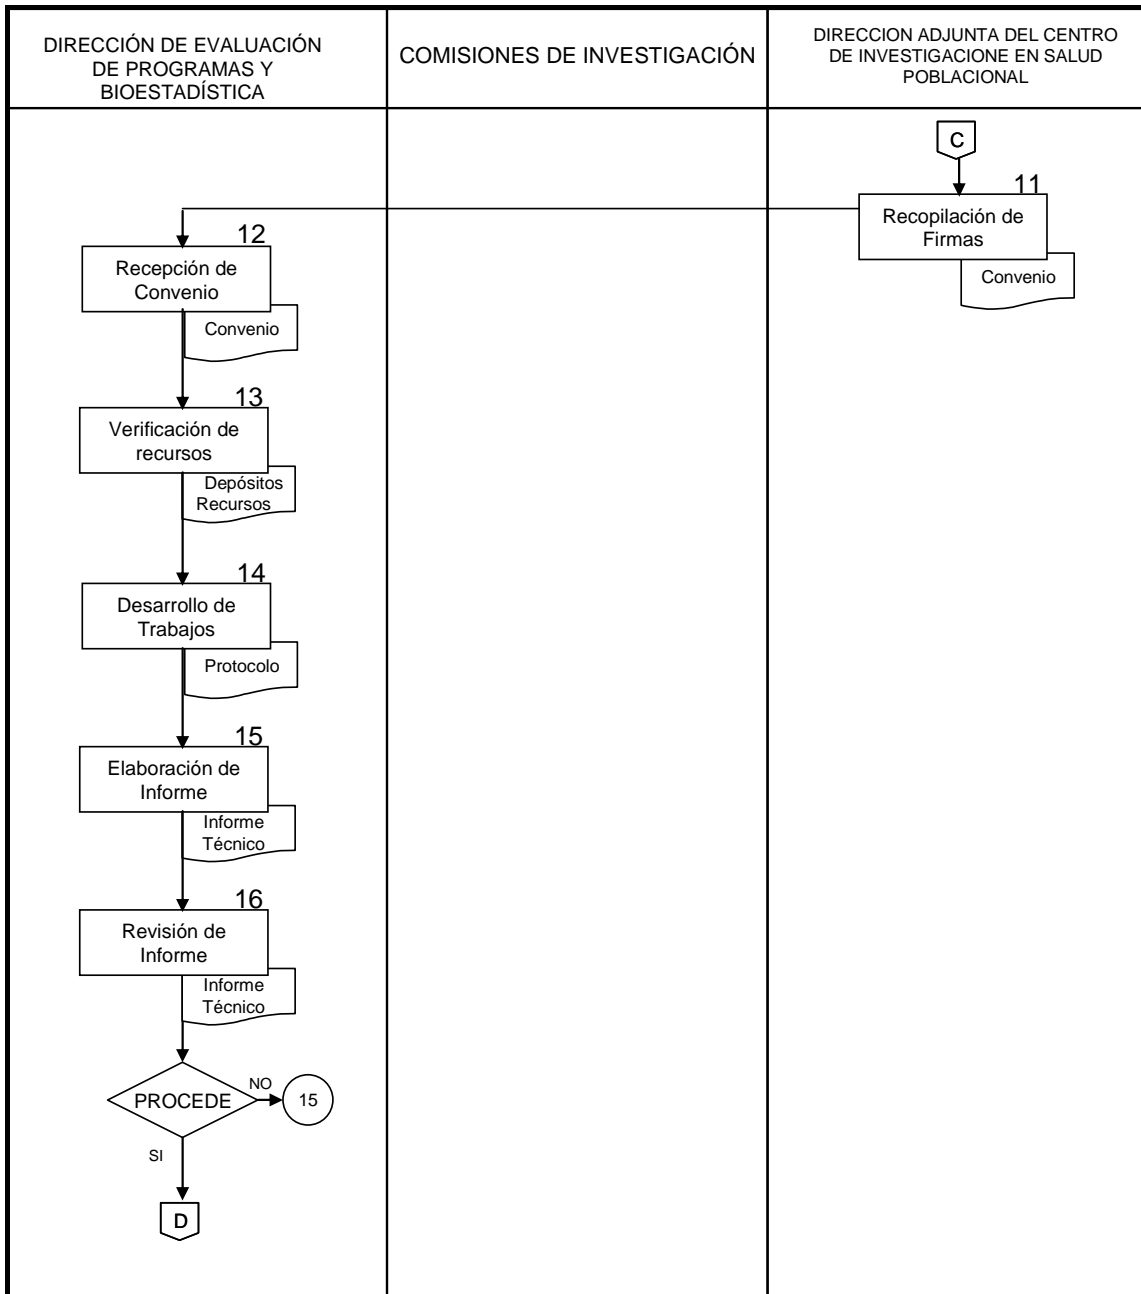 DIRECCIÓN DE EVALUACIÓN
DE PROGRAMAS Y
BIOESTADÍSTICA
COMISIONES DE INVESTIGACIÓN
DIRECCION ADJUNTA DEL CENTRO
DE INVESTIGACIONE EN SALUD
POBLACIONAL
C
11
Recopilación de
Firmas
Convenio
12
Recepción de
Convenio
Convenio
13
Verificación de
recursos
Depósitos
Recursos
14
Desarrollo de
Trabajos
Protocolo
15
Elaboración de
Informe
Informe
Técnico
16
Revisión de
Informe
Informe
Técnico
PROCEDE
NO
15
SI
D